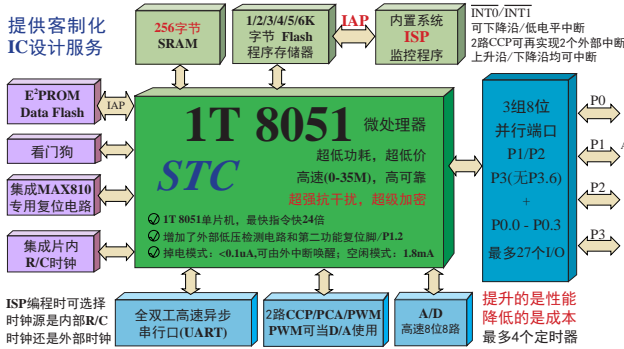 提供客制化
IC设计服务
256字节
SRAM
1/2/3/4/5/6K
字节 Flash
程序存储器
IAP
内置系统
ISP
监控程序
INT0/INT1
可下降沿/低电平中断
2路CCP可再实现2个外部中断
上升沿/下降沿均可中断
E²PROM
Data Flash
IAP
看门狗
集成MAX810
专用复位电路
集成片内
R/C时钟
1T 8051 微处理器
STC
超低功耗，超低价
高速(0-35M)，高可靠
超强抗干扰，超级加密
1T 8051单片机，最快指令快24倍
增加了外部低压检测电路和第二功能复位脚/P1.2
掉电模式：<0.1uA,可由外中断唤醒；空闲模式：1.8mA
3组8位
并行端口
P1/P2
P3(无P3.6)
+
P0.0 - P0.3
最多27个I/O
P0
P1
A
P2
P3
ISP编程时可选择
时钟源是内部R/C
时钟还是外部时钟
全双工高速异步
串行口(UART)
2路CCP/PCA/PWM
PWM可当D/A使用
A/D
高速8位8路
提升的是性能
降低的是成本
最多4个定时器